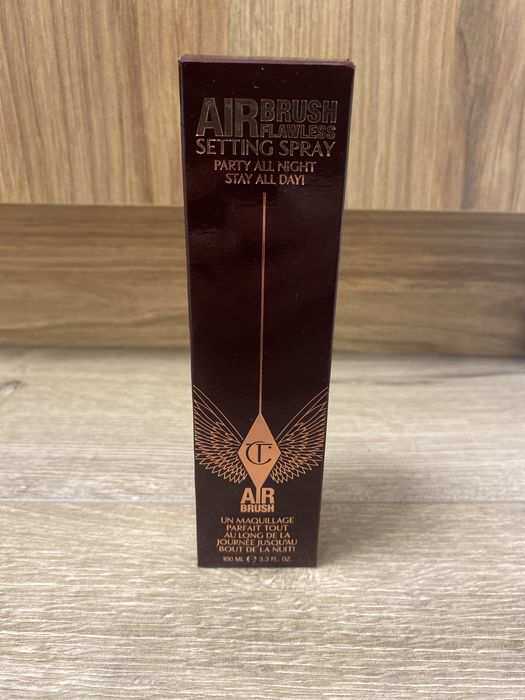 AIRBRUSH
FLAWLESS
SETTING SPRAY
PARTY ALL NIGHT
STAY ALL DAY!
CT
AIR
BRUSH
UN MAQUILLAGE
PARFAIT TOUT
AU LONG DE LA
JOURNÉE JUSQU'AU
BOUT DE LA NUIT!
100 ML ℮ 3.3 FL. OZ.